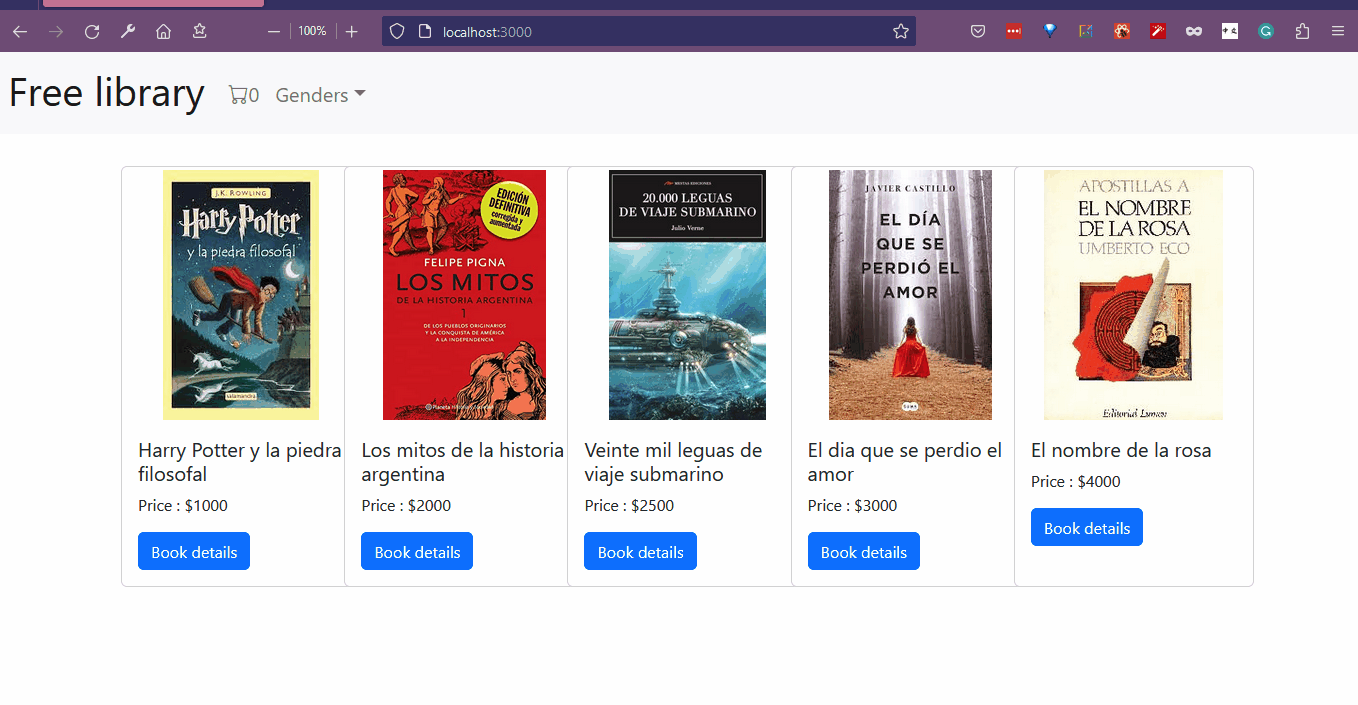 100%
localhost:3000
Free library
0
Genders
J.K. ROWLING
Harry Potter
y la piedra filosofal
salamandra
EDICIÓN
DEFINITIVA
corregida y
aumentada
FELIPE PIGNA
LOS MITOS
DE LA HISTORIA ARGENTINA
1
DE LOS PUEBLOS ORIGINARIOS
Y LA CONQUISTA DE AMÉRICA
A LA INDEPENDENCIA
MESTAS EDICIONES
20.000 LEGUAS
DE VIAJE SUBMARINO
Julio Verne
JAVIER CASTILLO
EL DÍA
QUE SE
PERDIÓ EL
AMOR
APOSTILLAS A
EL NOMBRE
DE LA ROSA
UMBERTO ECO
Editorial Lumen
Harry Potter y la piedra
filosofal
Price : $1000
Book details
Los mitos de la historia
argentina
Price : $2000
Book details
Veinte mil leguas de
viaje submarino
Price : $2500
Book details
El dia que se perdio el
amor
Price : $3000
Book details
El nombre de la rosa
Price : $4000
Book details